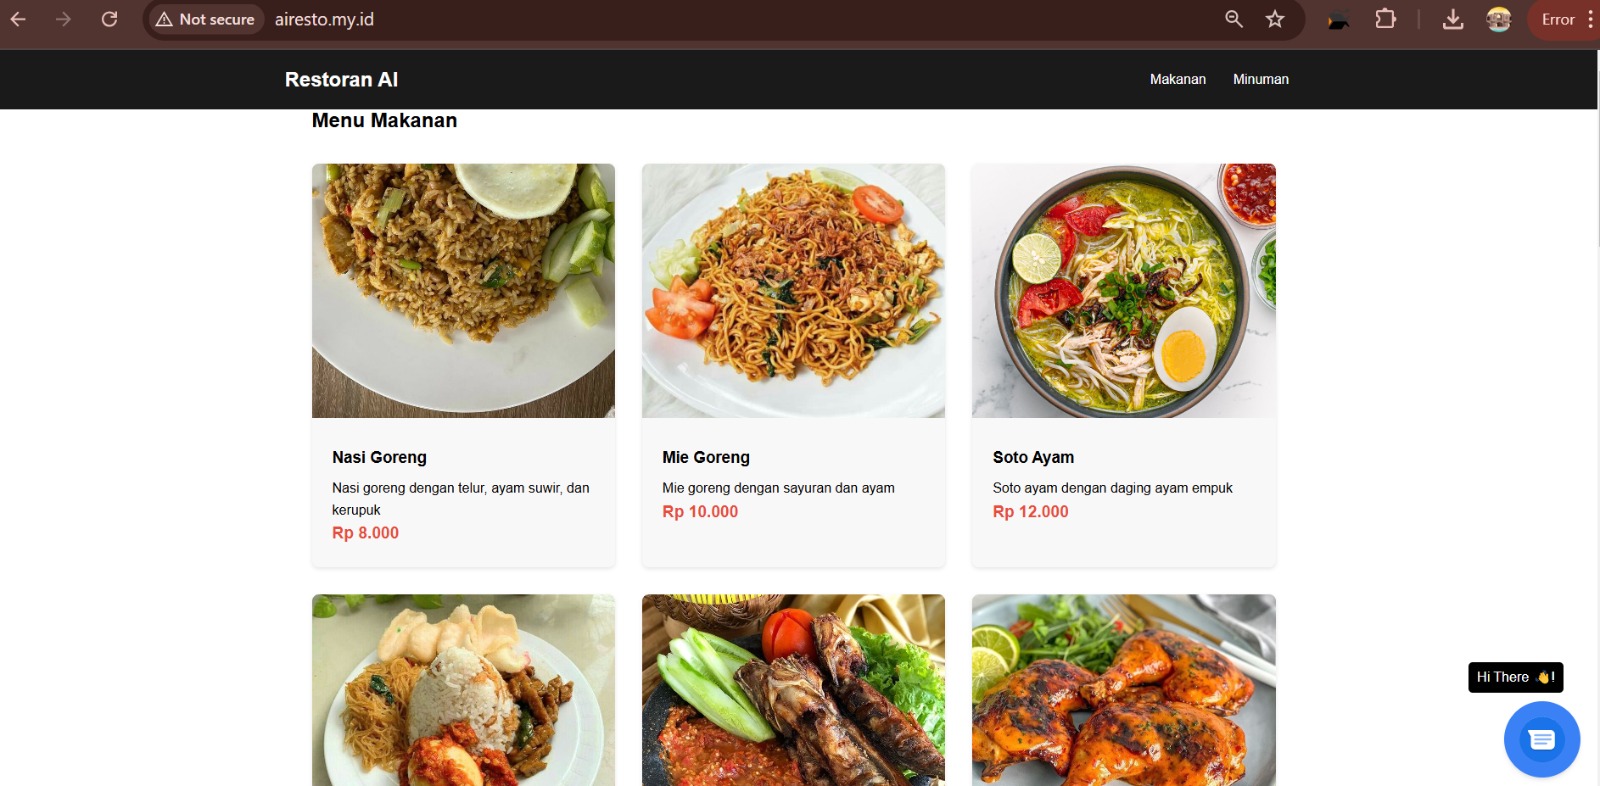 Not secure
airesto.my.id
Error
Restoran AI
Makanan
Minuman
Menu Makanan
Nasi Goreng
Nasi goreng dengan telur, ayam suwir, dan
kerupuk
Rp 8.000
Mie Goreng
Mie goreng dengan sayuran dan ayam
Rp 10.000
Soto Ayam
Soto ayam dengan daging ayam empuk
Rp 12.000
Hi There 👋!